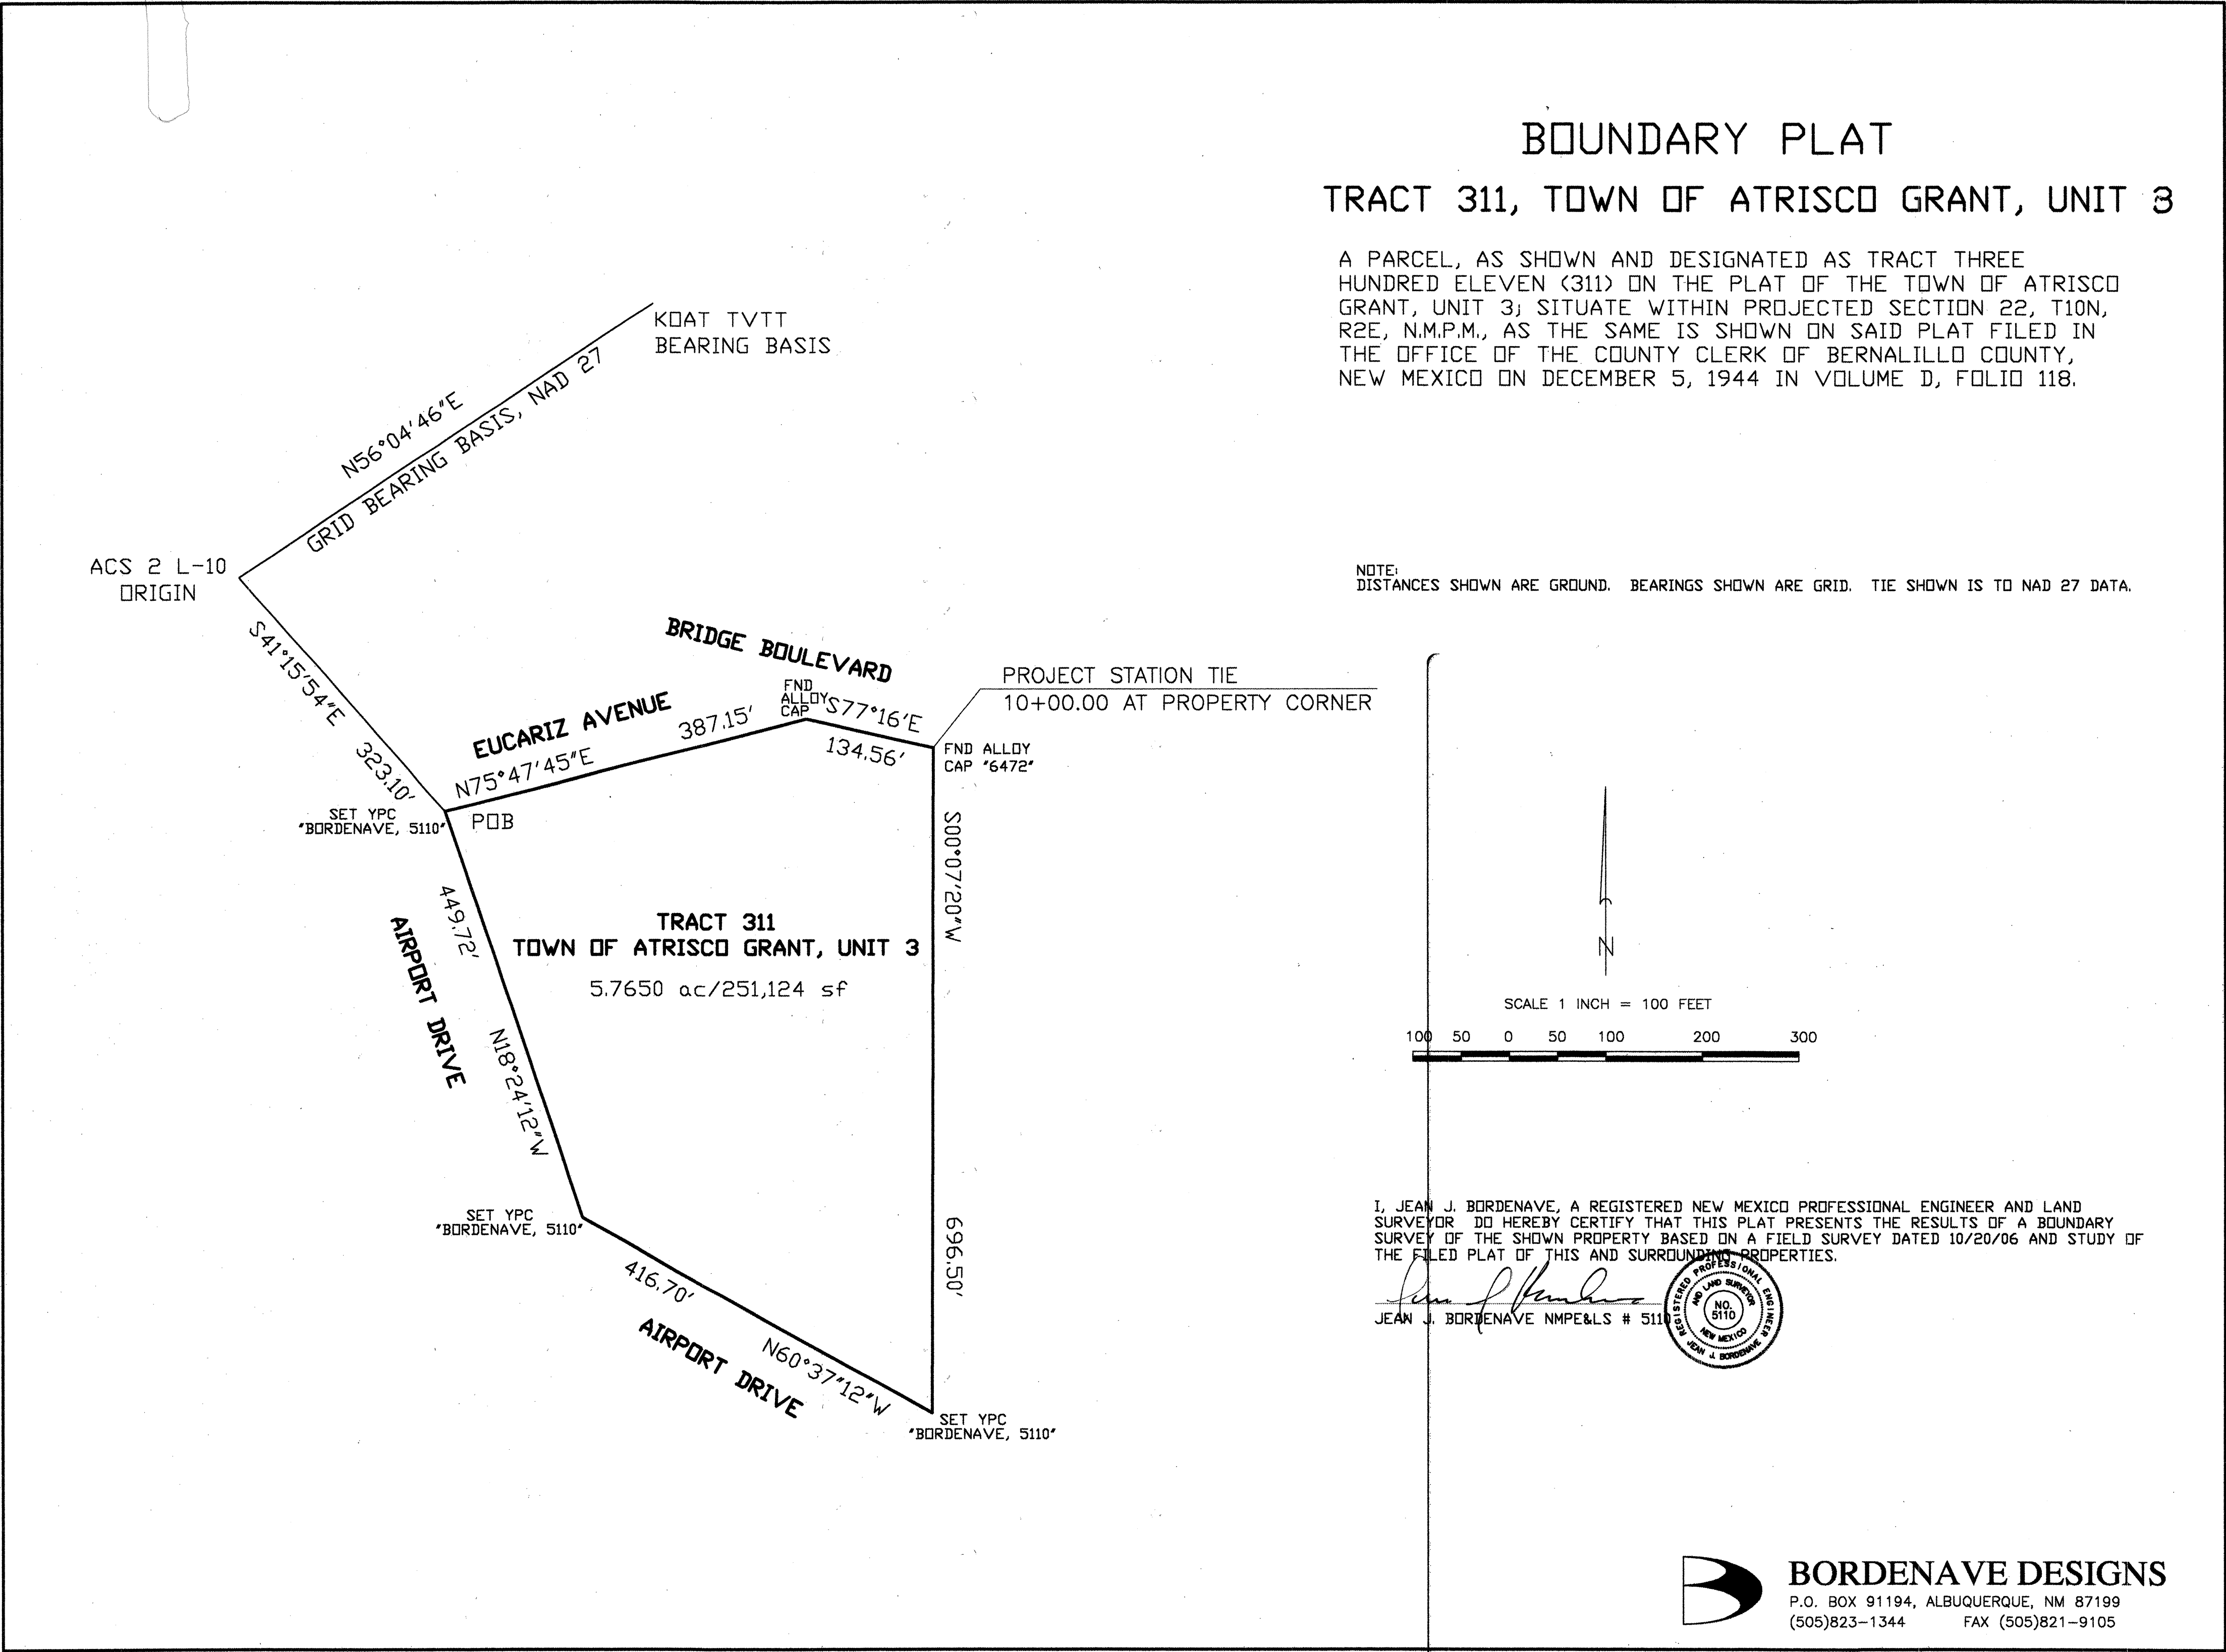 BOUNDARY PLAT
TRACT 311, TOWN OF ATRISCO GRANT, UNIT 3
A PARCEL, AS SHOWN AND DESIGNATED AS TRACT THREE
HUNDRED ELEVEN (311) ON THE PLAT OF THE TOWN OF ATRISCO
GRANT, UNIT 3; SITUATE WITHIN PROJECTED SECTION 22, T10N,
R2E, N.M.P.M., AS THE SAME IS SHOWN ON SAID PLAT FILED IN
THE OFFICE OF THE COUNTY CLERK OF BERNALILLO COUNTY,
NEW MEXICO ON DECEMBER 5, 1944 IN VOLUME D, FOLIO 118.
KOAT TVTT
BEARING BASIS
N56°04'46"E
GRID BEARING BASIS, NAD 27
ACS 2 L-10
ORIGIN
S41°15'54"E
323.10'
NOTE:
DISTANCES SHOWN ARE GROUND. BEARINGS SHOWN ARE GRID. TIE SHOWN IS TO NAD 27 DATA.
BRIDGE BOULEVARD
FND
ALLOY
CAP
S77°16'E
134.56'
PROJECT STATION TIE
10+00.00 AT PROPERTY CORNER
EUCARIZ AVENUE
387.15'
N75°47'45"E
FND ALLOY
CAP "6472"
SET YPC
"BORDENAVE, 5110"
POB
S00°07'20"W
696.50'
449.72'
N18°24'12"W
AIRPORT DRIVE
TRACT 311
TOWN OF ATRISCO GRANT, UNIT 3
5.7650 ac/251,124 sf
N
SCALE 1 INCH = 100 FEET
100 50 0 50 100 200 300
SET YPC
"BORDENAVE, 5110"
416.70'
N60°37"12"W
AIRPORT DRIVE
SET YPC
"BORDENAVE, 5110"
I, JEAN J. BORDENAVE, A REGISTERED NEW MEXICO PROFESSIONAL ENGINEER AND LAND
SURVEYOR DO HEREBY CERTIFY THAT THIS PLAT PRESENTS THE RESULTS OF A BOUNDARY
SURVEY OF THE SHOWN PROPERTY BASED ON A FIELD SURVEY DATED 10/20/06 AND STUDY OF
THE FILED PLAT OF THIS AND SURROUNDING PROPERTIES.
JEAN J. BORDENAVE NMPE&LS # 5110
REGISTERED PROFESSIONAL ENGINEER
AND LAND SURVEYOR
NO.
5110
NEW MEXICO
JEAN J. BORDENAVE
BORDENAVE DESIGNS
P.O. BOX 91194, ALBUQUERQUE, NM 87199
(505)823-1344 FAX (505)821-9105